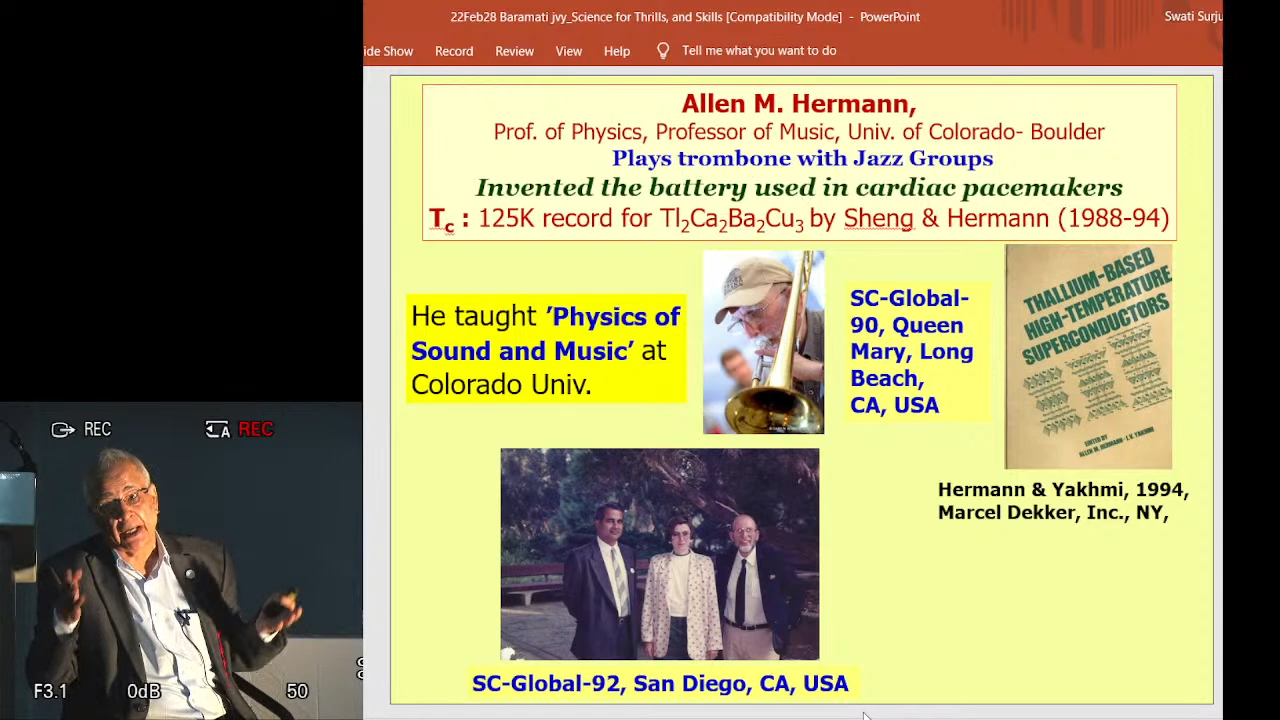 22Feb28 Baramati jvy_Science for Thrills, and Skills [Compatibility Mode] - PowerPoint
Swati Surju
ide Show Record Review View Help Tell me what you want to do
Allen M. Hermann,
Prof. of Physics, Professor of Music, Univ. of Colorado- Boulder
Plays trombone with Jazz Groups
Invented the battery used in cardiac pacemakers
Tc : 125K record for Tl2Ca2Ba2Cu3 by Sheng & Hermann (1988-94)
He taught ’Physics of
Sound and Music’ at
Colorado Univ.
SC-Global-
90, Queen
Mary, Long
Beach,
CA, USA
THALLIUM-BASED
HIGH-TEMPERATURE
SUPERCONDUCTORS
EDITED BY
ALLEN M. HERMANN · J.V. YAKHMI
Hermann & Yakhmi, 1994,
Marcel Dekker, Inc., NY,
SC-Global-92, San Diego, CA, USA
REC
A REC
F3.1 0dB 50